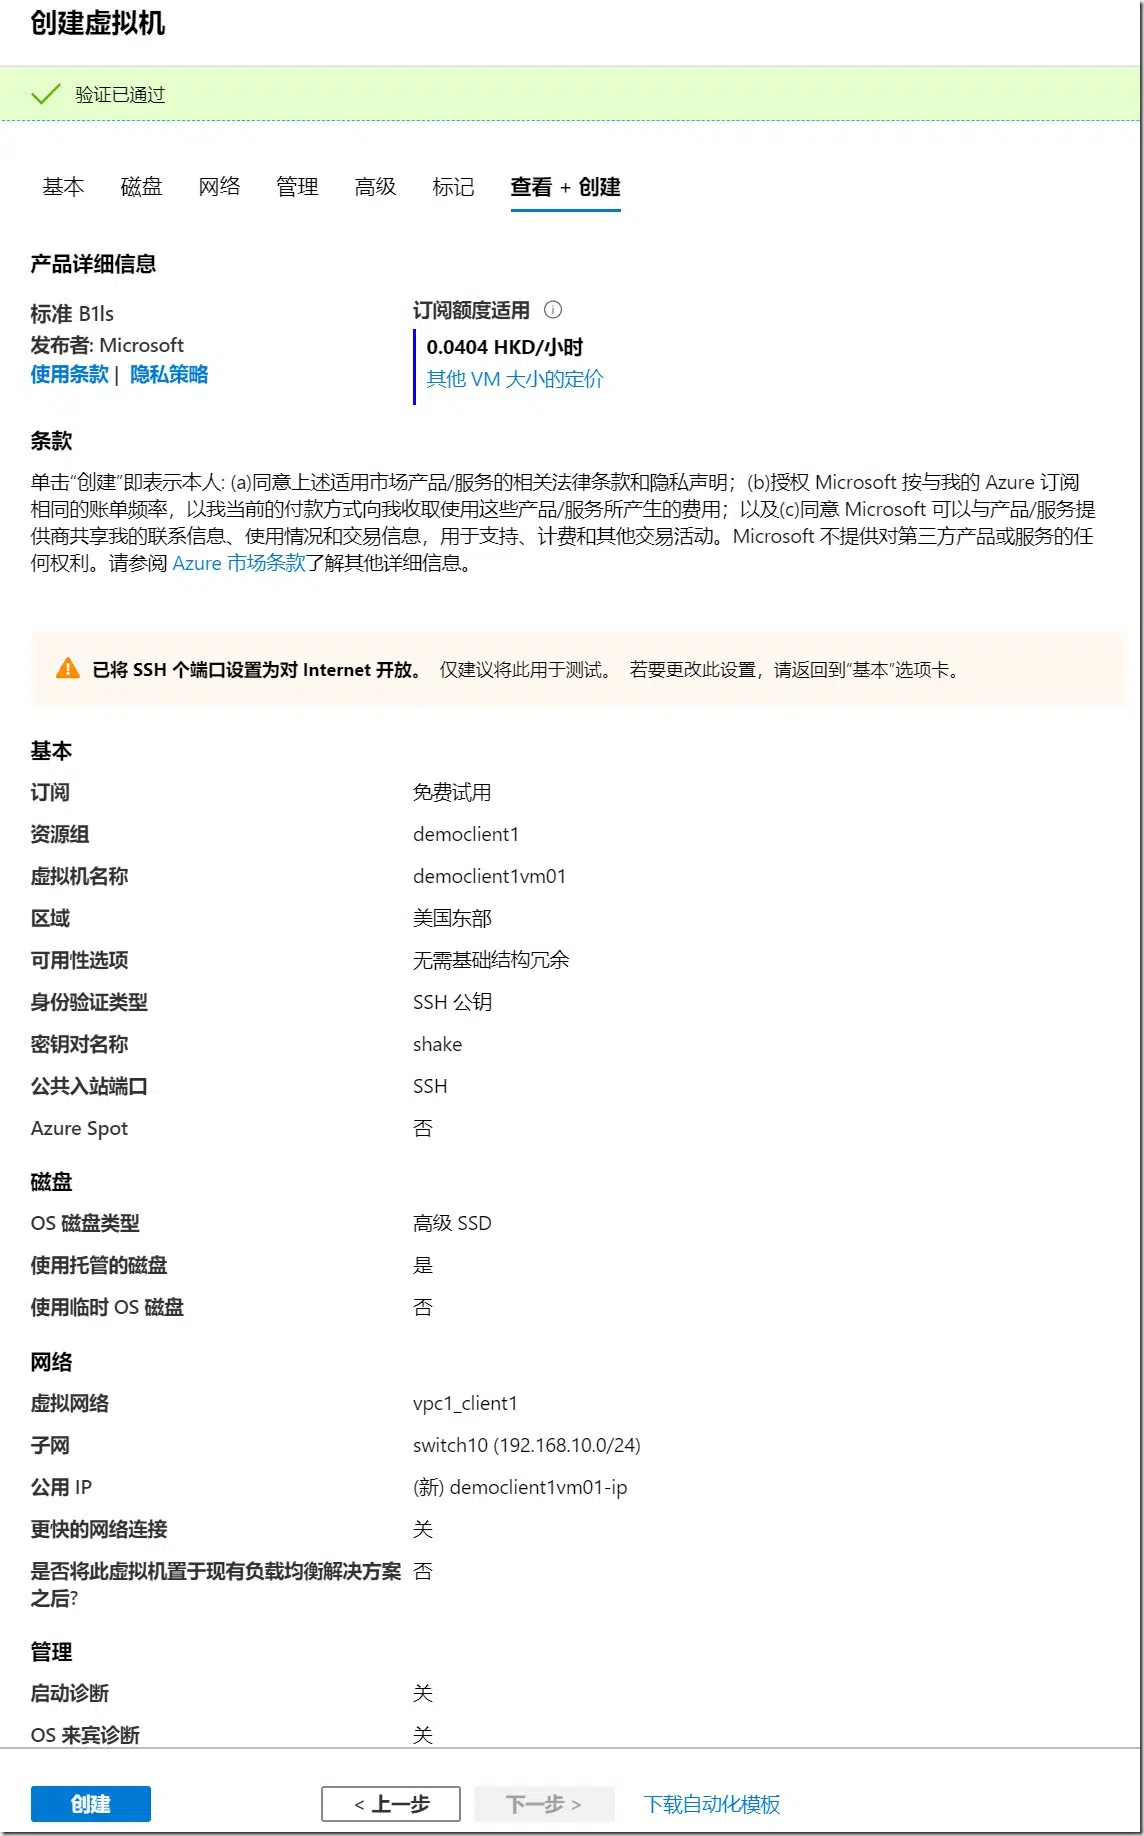 创建虚拟机
验证已通过
基本 磁盘 网络 管理 高级 标记 查看 + 创建
产品详细信息
标准 B1ls
发布者: Microsoft
使用条款 | 隐私策略
订阅额度适用
0.0404 HKD/小时
其他 VM 大小的定价
条款
单击“创建”即表示本人: (a)同意上述适用市场产品/服务的相关法律条款和隐私声明；(b)授权 Microsoft 按与我的 Azure 订阅
相同的账单频率，以我当前的付款方式向我收取使用这些产品/服务所产生的费用；以及(c)同意 Microsoft 可以与产品/服务提
供商共享我的联系信息、使用情况和交易信息，用于支持、计费和其他交易活动。Microsoft 不提供对第三方产品或服务的任
何权利。请参阅 Azure 市场条款了解其他详细信息。
已将 SSH 个端口设置为对 Internet 开放。 仅建议将此用于测试。 若要更改此设置，请返回到“基本”选项卡。
基本
订阅 免费试用
资源组 democlient1
虚拟机名称 democlient1vm01
区域 美国东部
可用性选项 无需基础结构冗余
身份验证类型 SSH 公钥
密钥对名称 shake
公共入站端口 SSH
Azure Spot 否
磁盘
OS 磁盘类型 高级 SSD
使用托管的磁盘 是
使用临时 OS 磁盘 否
网络
虚拟网络 vpc1_client1
子网 switch10 (192.168.10.0/24)
公用 IP (新) democlient1vm01-ip
更快的网络连接 关
是否将此虚拟机置于现有负载均衡解决方案 否
之后?
管理
启动诊断 关
OS 来宾诊断 关
创建 < 上一步 下一步 > 下载自动化模板